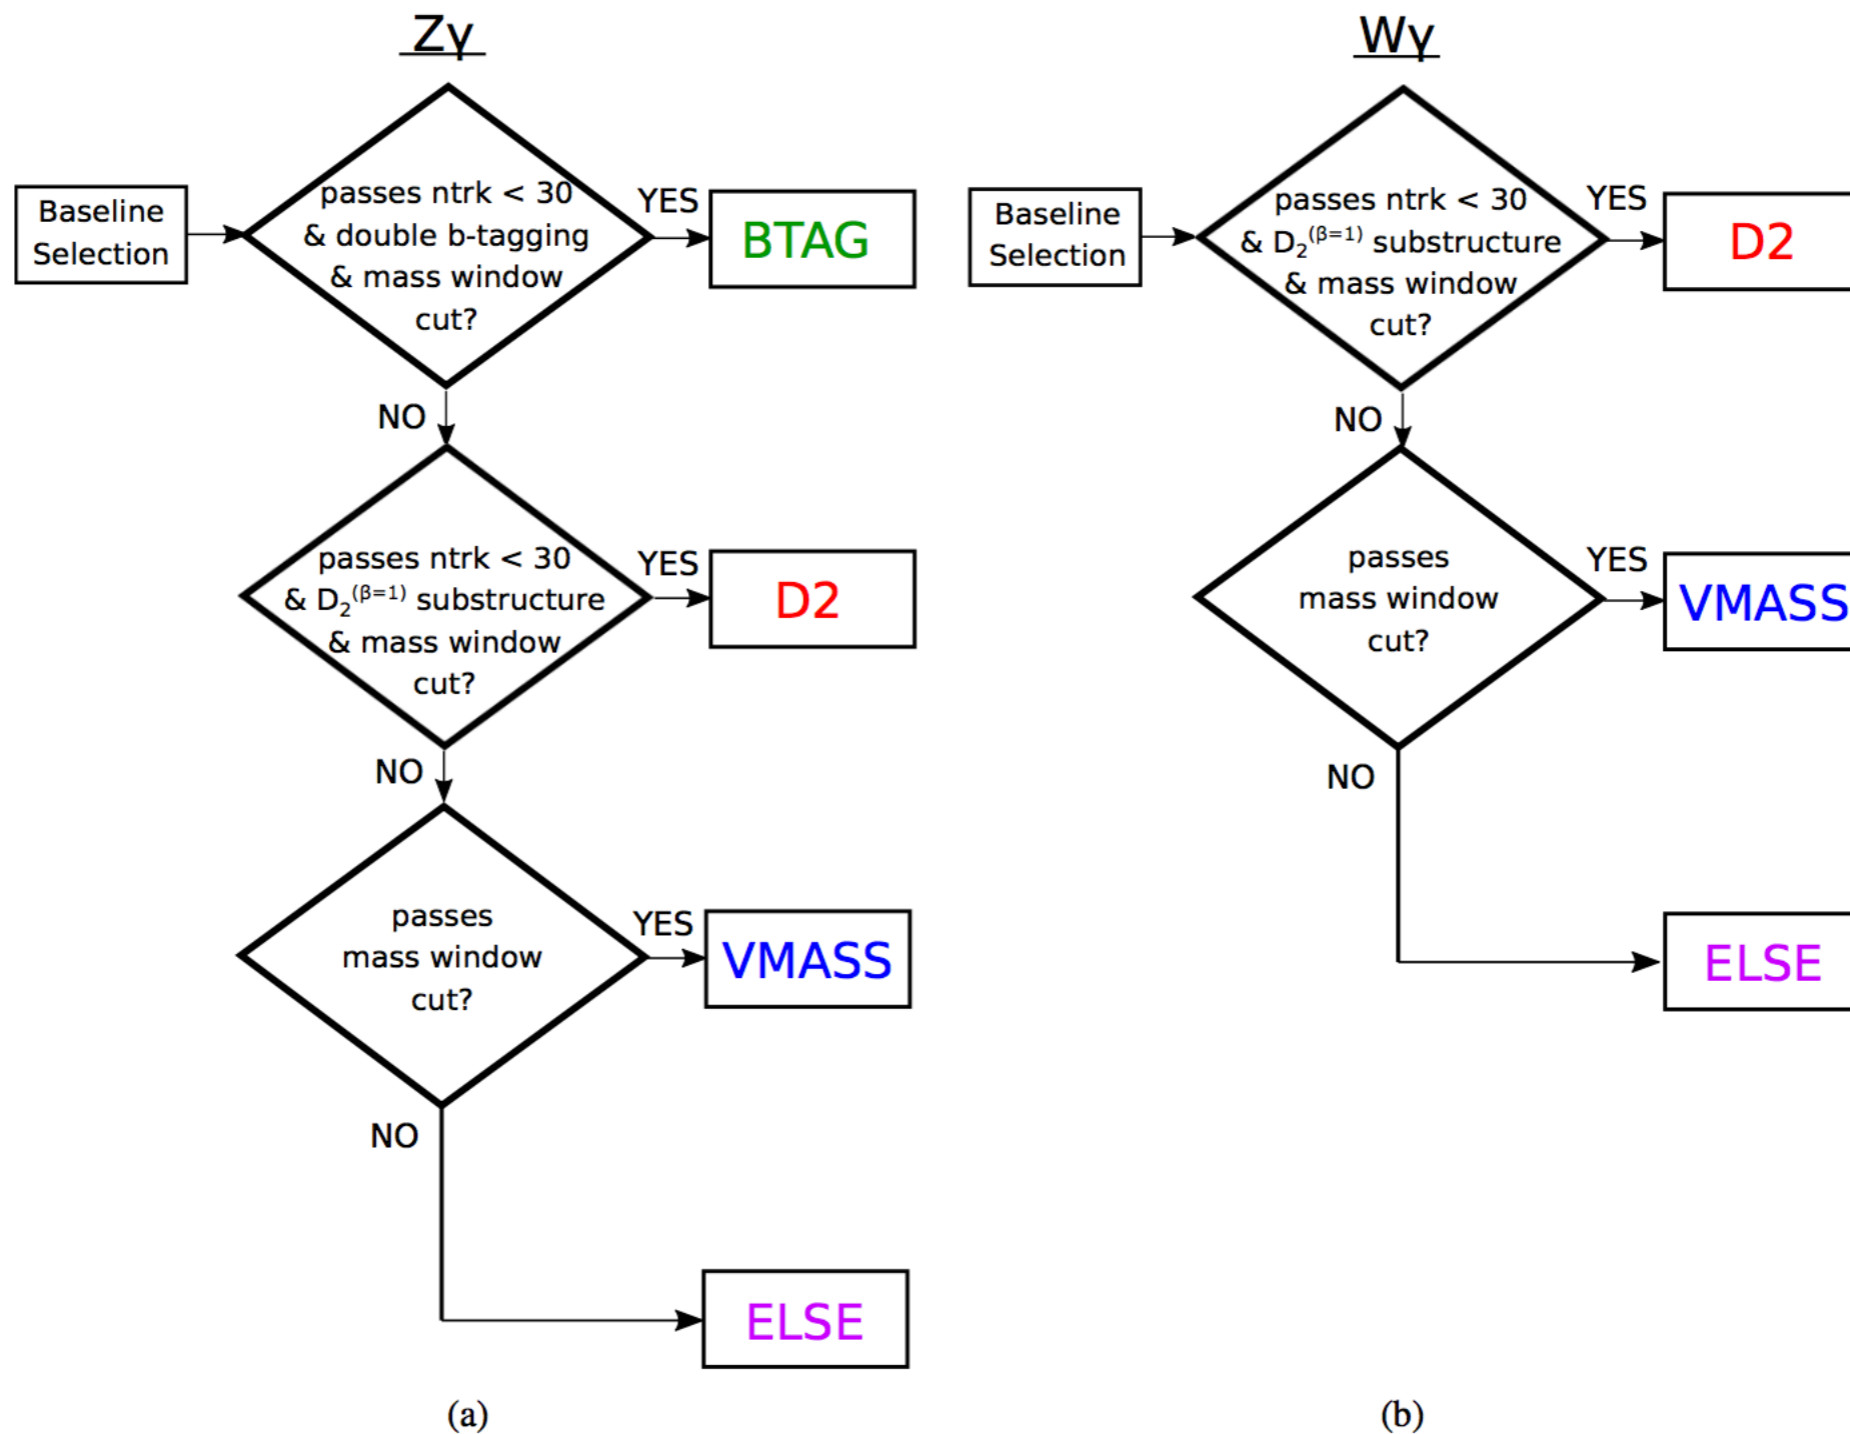 Zγ
Baseline
Selection
passes ntrk < 30
& double b-tagging
& mass window
cut?
YES
BTAG
NO
passes ntrk < 30
& D₂⁽ᵝ⁼¹⁾ substructure
& mass window
cut?
YES
D2
NO
passes
mass window
cut?
YES
VMASS
NO
ELSE
(a)
Wγ
Baseline
Selection
passes ntrk < 30
& D₂⁽ᵝ⁼¹⁾ substructure
& mass window
cut?
YES
D2
NO
passes
mass window
cut?
YES
VMASS
NO
ELSE
(b)